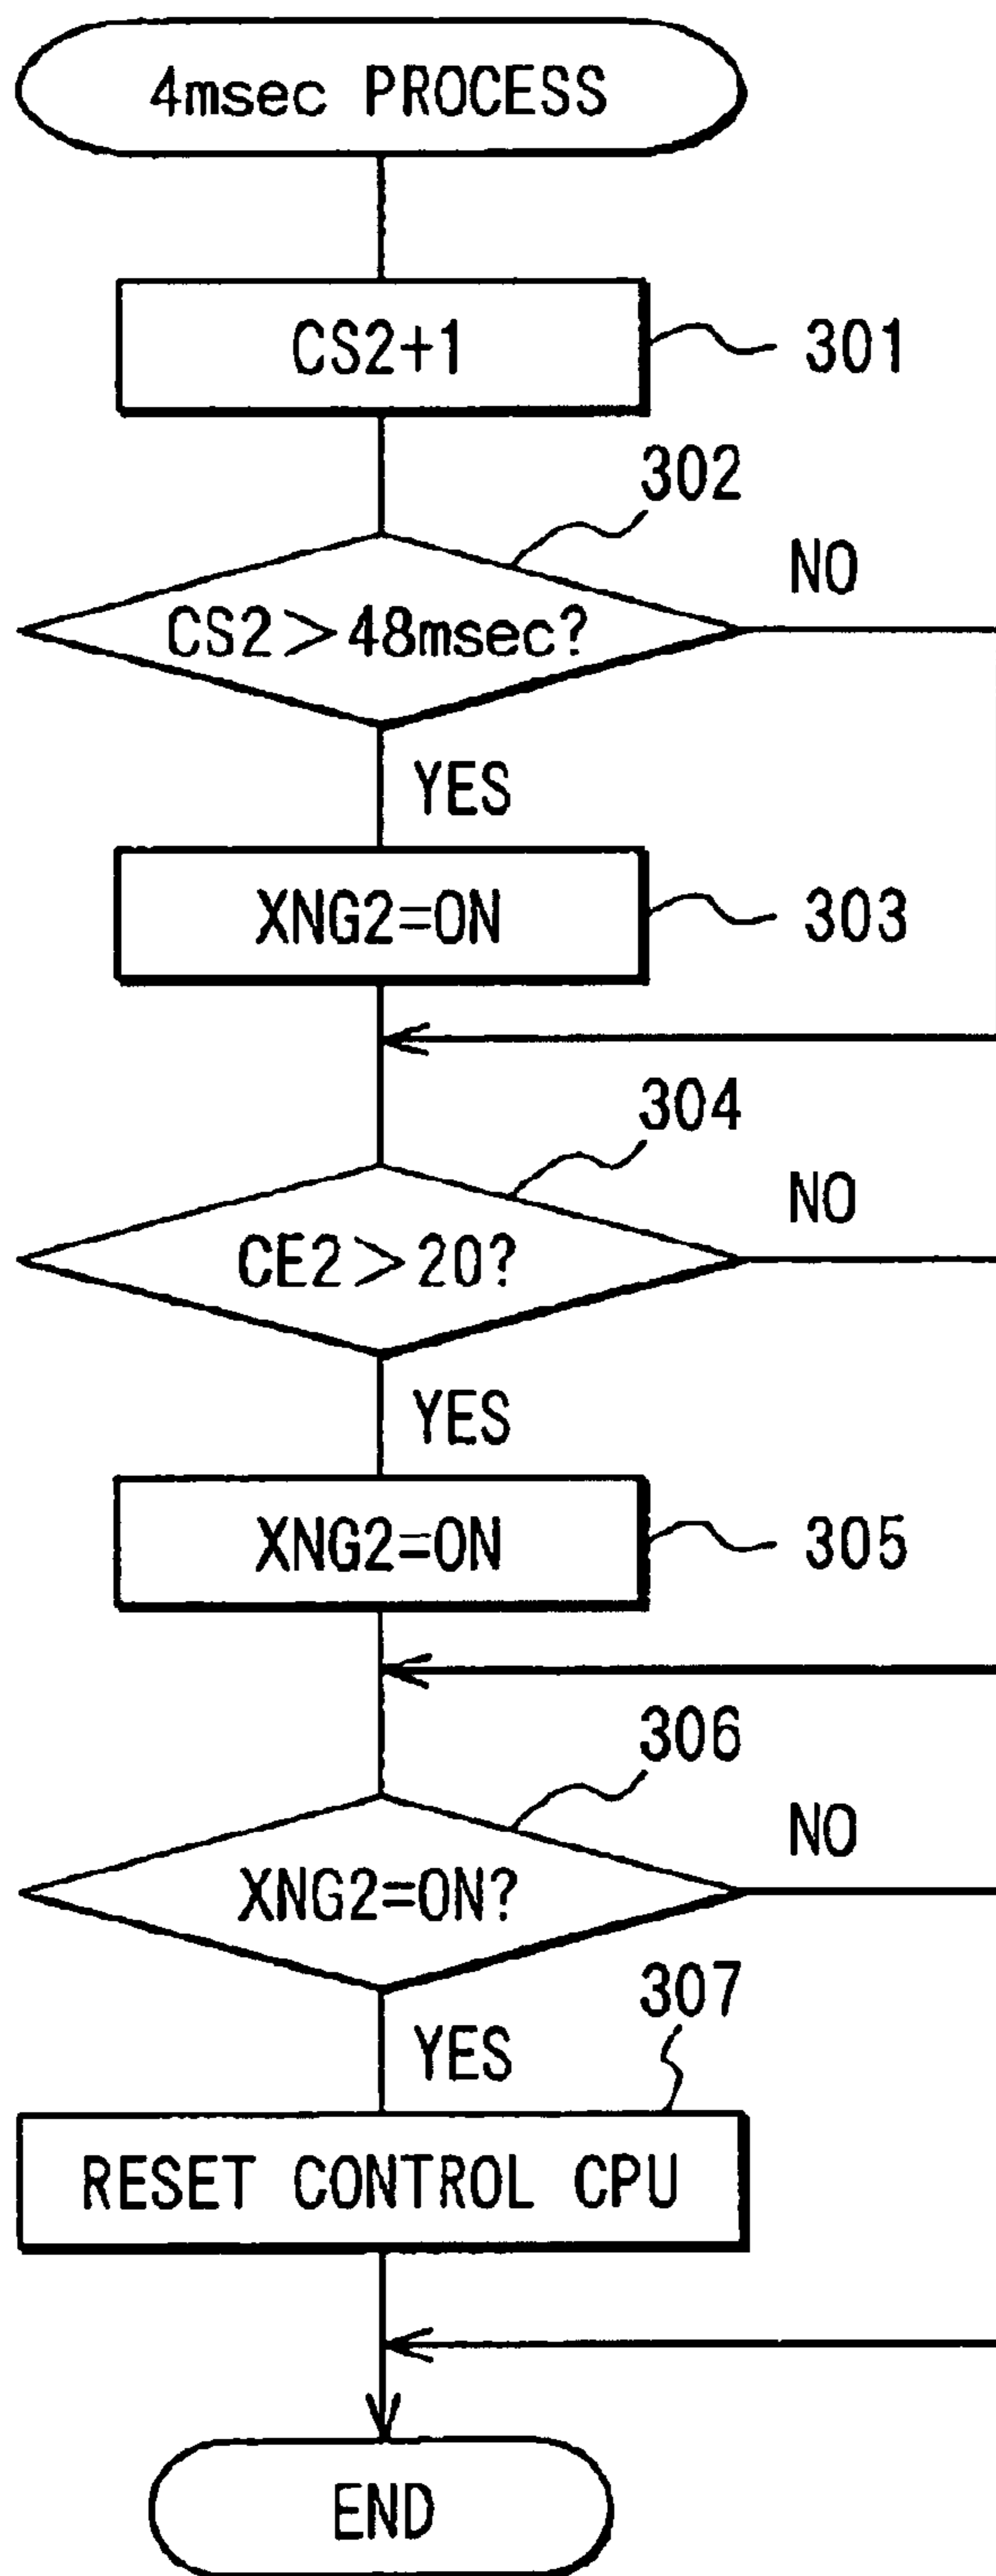 4msec PROCESS
CS2+1
301
302
CS2>48msec?
NO
YES
XNG2=ON
303
304
CE2>20?
NO
YES
XNG2=ON
305
306
XNG2=ON?
NO
307
YES
RESET CONTROL CPU
END